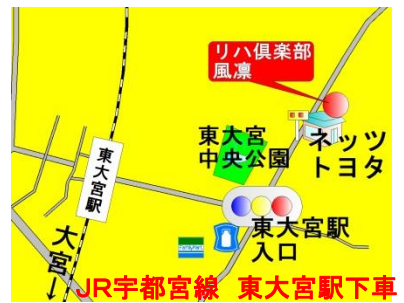 リハ倶楽部
風凛
東大宮
中央公園
ネッツ
トヨタ
東大宮駅
東大宮駅
入口
FamilyMart
大宮↓
JR宇都宮線 東大宮駅下車